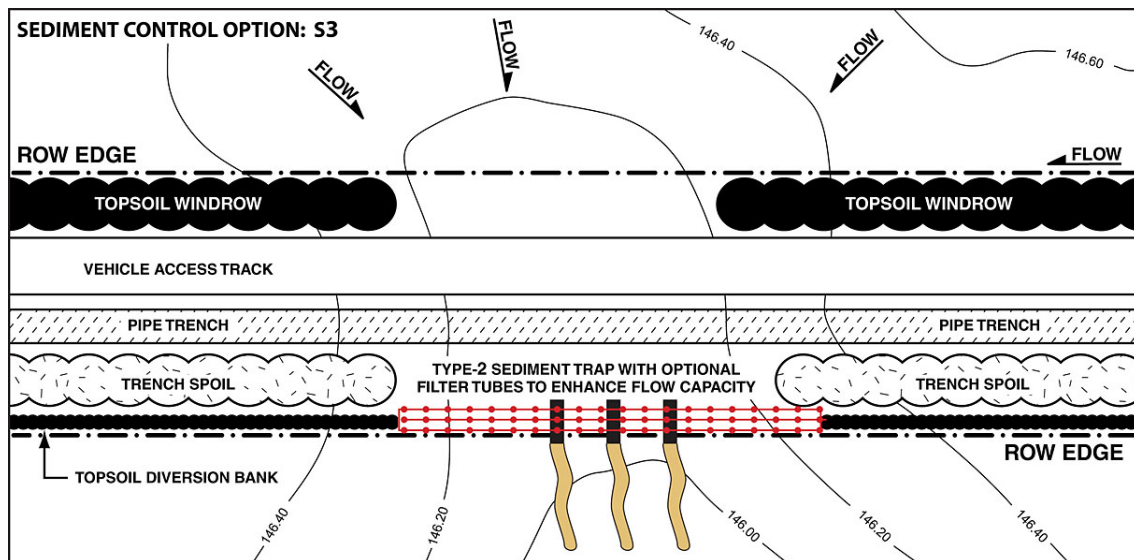 SEDIMENT CONTROL OPTION: S3
FLOW
FLOW
FLOW
146.40
146.60
ROW EDGE
FLOW
TOPSOIL WINDROW
TOPSOIL WINDROW
VEHICLE ACCESS TRACK
PIPE TRENCH
PIPE TRENCH
TYPE-2 SEDIMENT TRAP WITH OPTIONAL
FILTER TUBES TO ENHANCE FLOW CAPACITY
TRENCH SPOIL
TRENCH SPOIL
ROW EDGE
TOPSOIL DIVERSION BANK
146.40
146.20
146.00
146.20
146.40